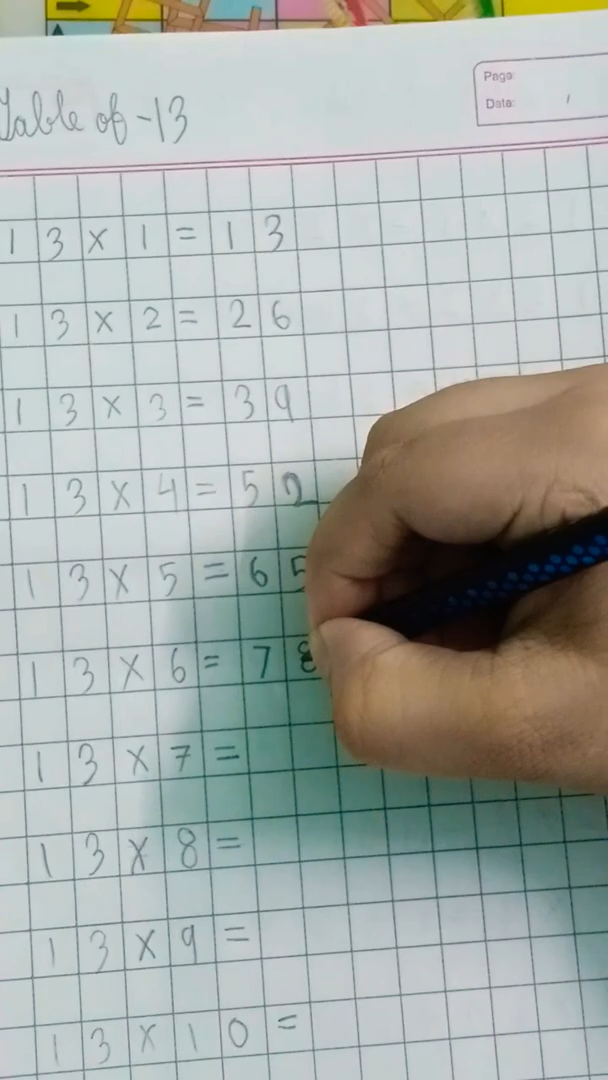 Page:
Date:
Table of -13
13 x 1 = 13
13 x 2 = 26
13 x 3 = 39
13 x 4 = 52
13 x 5 = 65
13 x 6 = 78
13 x 7 =
13 x 8 =
13 x 9 =
13 x 10 =